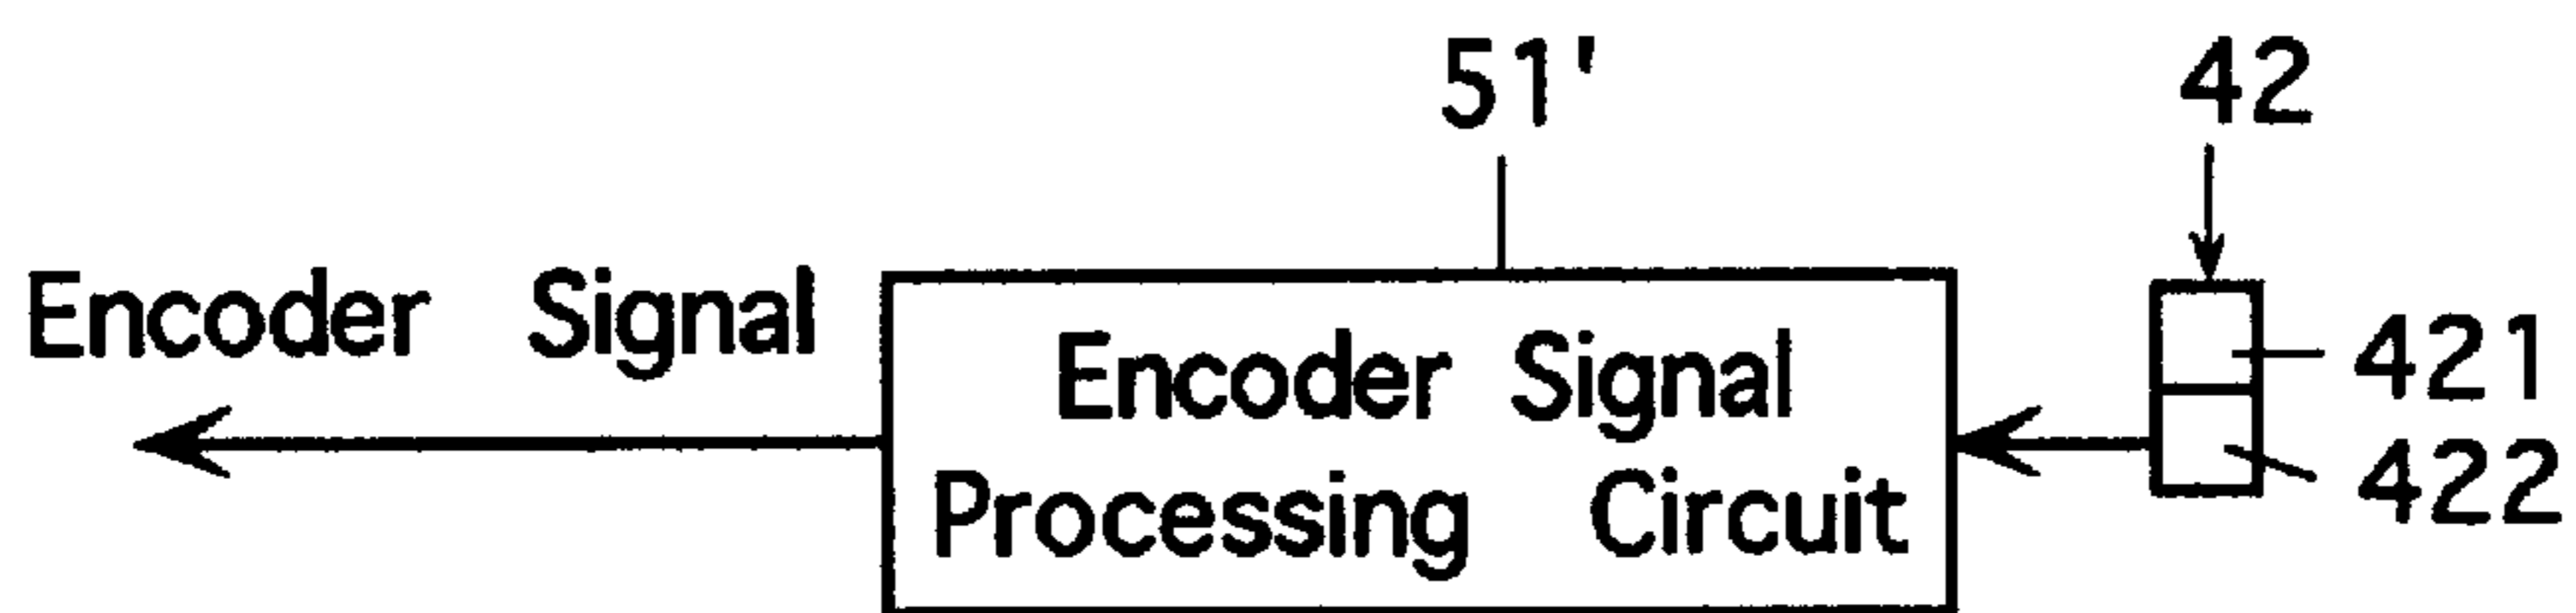 51'
42
Encoder Signal
Encoder Signal
Processing Circuit
421
422